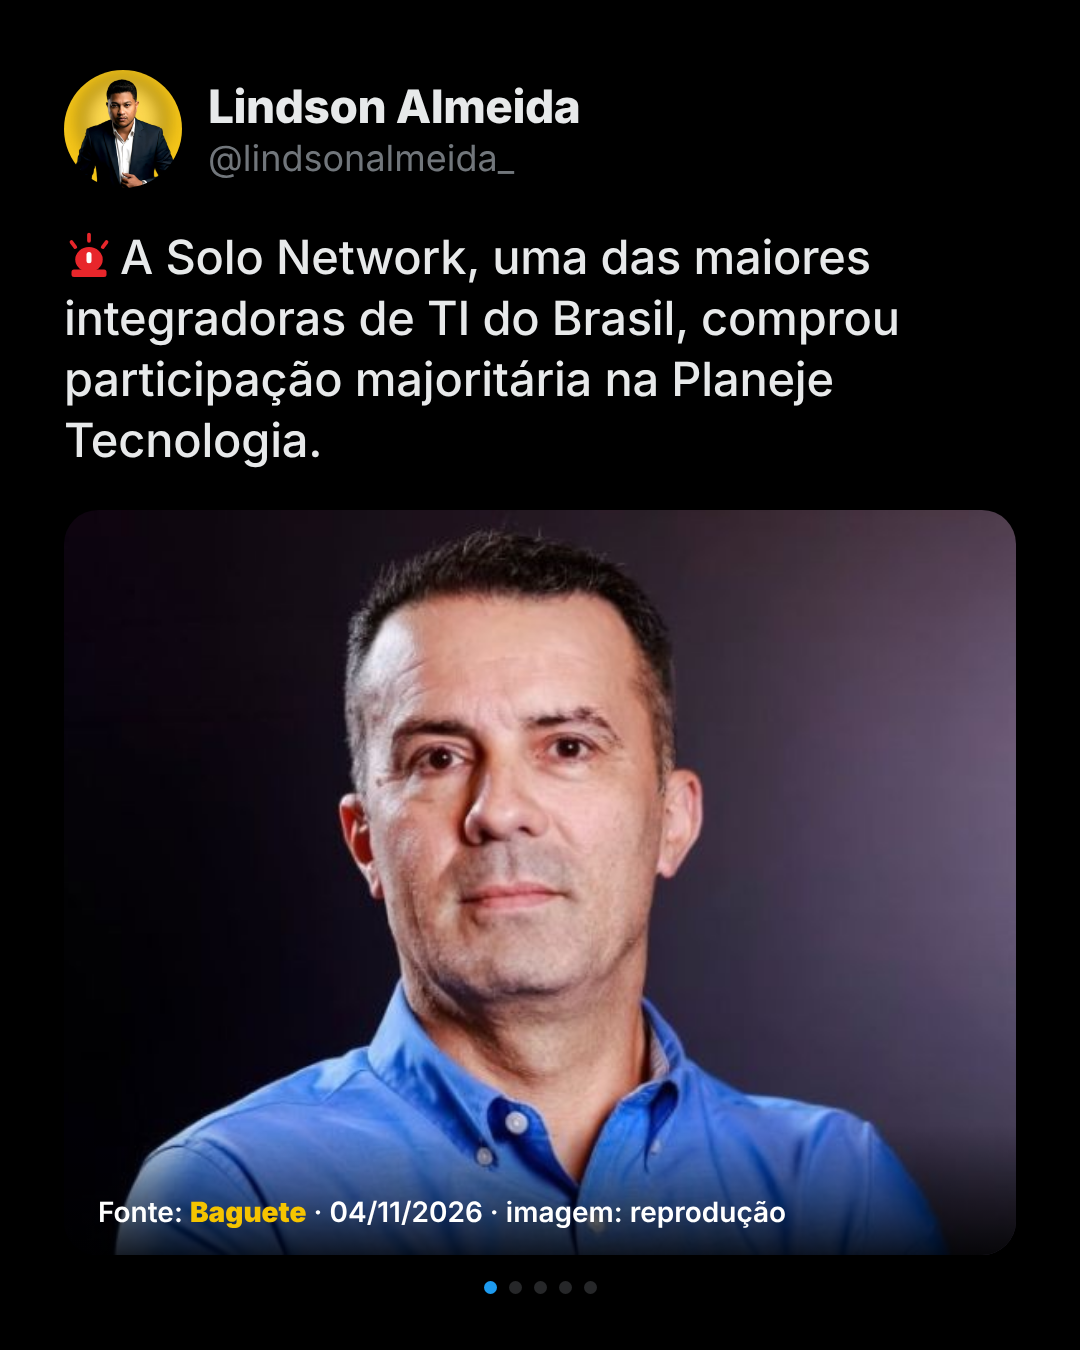 Lindson Almeida
@lindsonalmeida_
🚨A Solo Network, uma das maiores
integradoras de TI do Brasil, comprou
participação majoritária na Planeje
Tecnologia.
Fonte: Baguete · 04/11/2026 · imagem: reprodução